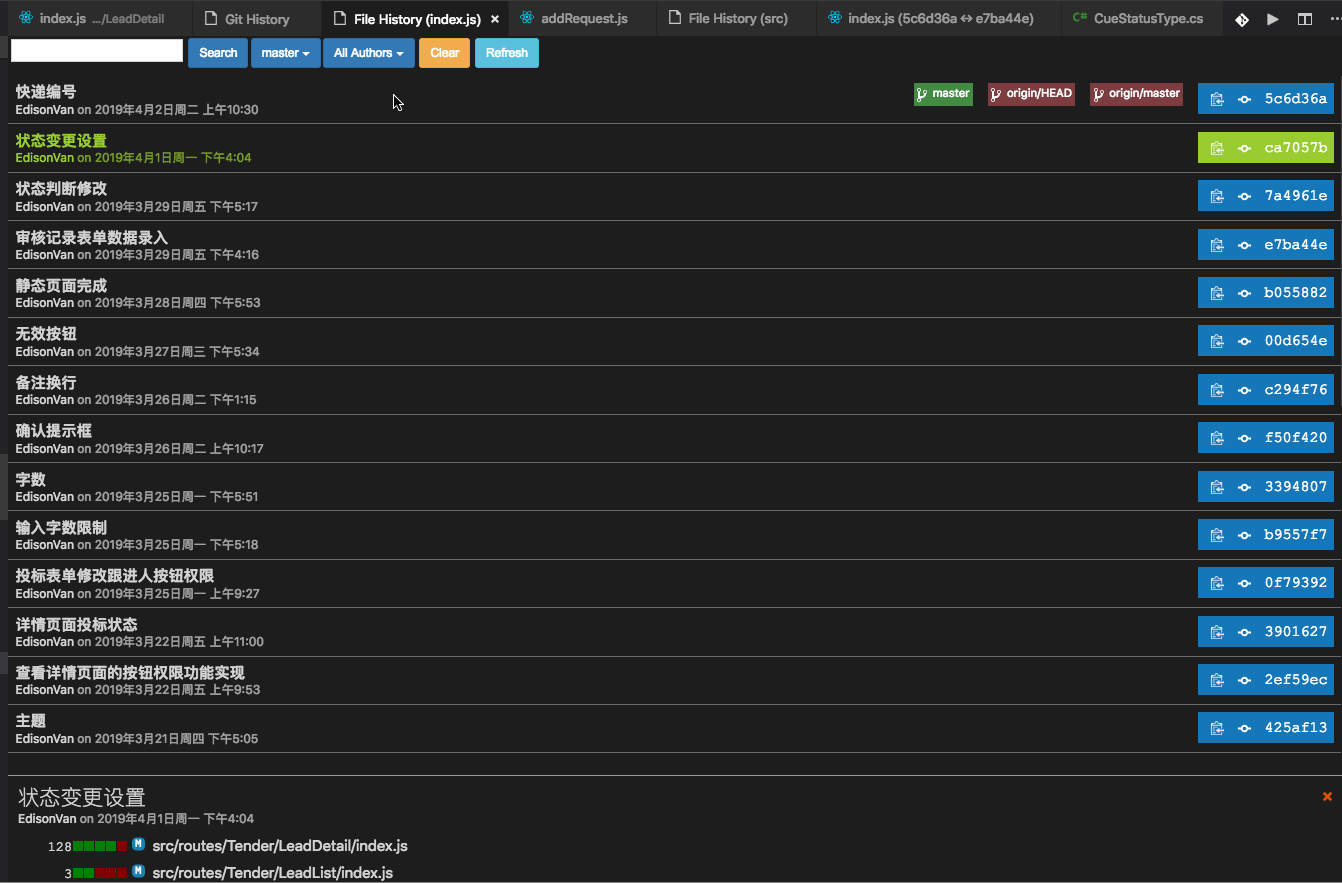 index.js .../LeadDetail
Git History
File History (index.js) ×
addRequest.js
File History (src)
index.js (5c6d36a ↔ e7ba44e)
C# CueStatusType.cs
Search master All Authors Clear Refresh
快递编号
master origin/HEAD origin/master 5c6d36a
EdisonVan on 2019年4月2日周二 上午10:30
状态变更设置
ca7057b
EdisonVan on 2019年4月1日周一 下午4:04
状态判断修改
7a4961e
EdisonVan on 2019年3月29日周五 下午5:17
审核记录表单数据录入
e7ba44e
EdisonVan on 2019年3月29日周五 下午4:16
静态页面完成
b055882
EdisonVan on 2019年3月28日周四 下午5:53
无效按钮
00d654e
EdisonVan on 2019年3月27日周三 下午5:34
备注换行
c294f76
EdisonVan on 2019年3月26日周二 下午1:15
确认提示框
f50f420
EdisonVan on 2019年3月26日周二 上午10:17
字数
3394807
EdisonVan on 2019年3月25日周一 下午5:51
输入字数限制
b9557f7
EdisonVan on 2019年3月25日周一 下午5:18
投标表单修改跟进人按钮权限
0f79392
EdisonVan on 2019年3月25日周一 上午9:27
详情页面投标状态
3901627
EdisonVan on 2019年3月22日周五 上午11:00
查看详情页面的按钮权限功能实现
2ef59ec
EdisonVan on 2019年3月22日周五 上午9:53
主题
425af13
EdisonVan on 2019年3月21日周四 下午5:05
状态变更设置
EdisonVan on 2019年4月1日周一 下午4:04
128 M src/routes/Tender/LeadDetail/index.js
3 M src/routes/Tender/LeadList/index.js